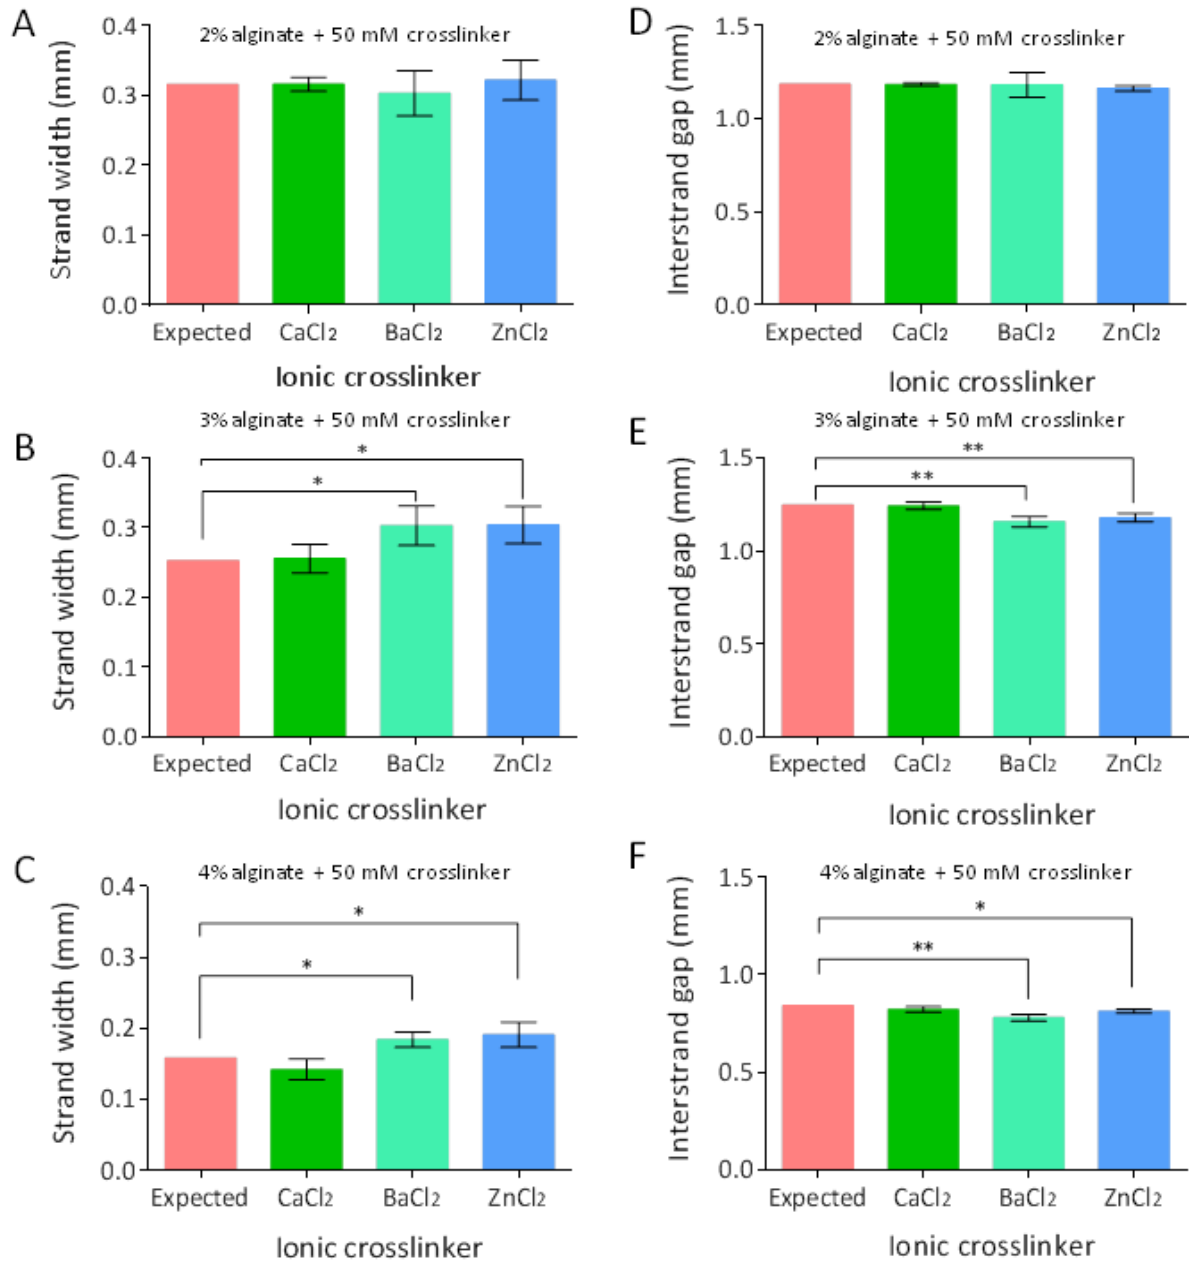 A
2% alginate + 50 mM crosslinker
Strand width (mm)
0.4
0.3
0.2
0.1
0.0
Expected CaCl2 BaCl2 ZnCl2
Ionic crosslinker
D
2% alginate + 50 mM crosslinker
Interstrand gap (mm)
1.5
1.0
0.5
0.0
Expected CaCl2 BaCl2 ZnCl2
Ionic crosslinker
B
3% alginate + 50 mM crosslinker
Strand width (mm)
0.4
0.3
0.2
0.1
0.0
*
*
Expected CaCl2 BaCl2 ZnCl2
Ionic crosslinker
E
3% alginate + 50 mM crosslinker
Interstrand gap (mm)
1.5
1.0
0.5
0.0
**
**
Expected CaCl2 BaCl2 ZnCl2
Ionic crosslinker
C
4% alginate + 50 mM crosslinker
Strand width (mm)
0.4
0.3
0.2
0.1
0.0
*
*
Expected CaCl2 BaCl2 ZnCl2
Ionic crosslinker
F
4% alginate + 50 mM crosslinker
Interstrand gap (mm)
1.5
1.0
0.5
0.0
*
**
Expected CaCl2 BaCl2 ZnCl2
Ionic crosslinker